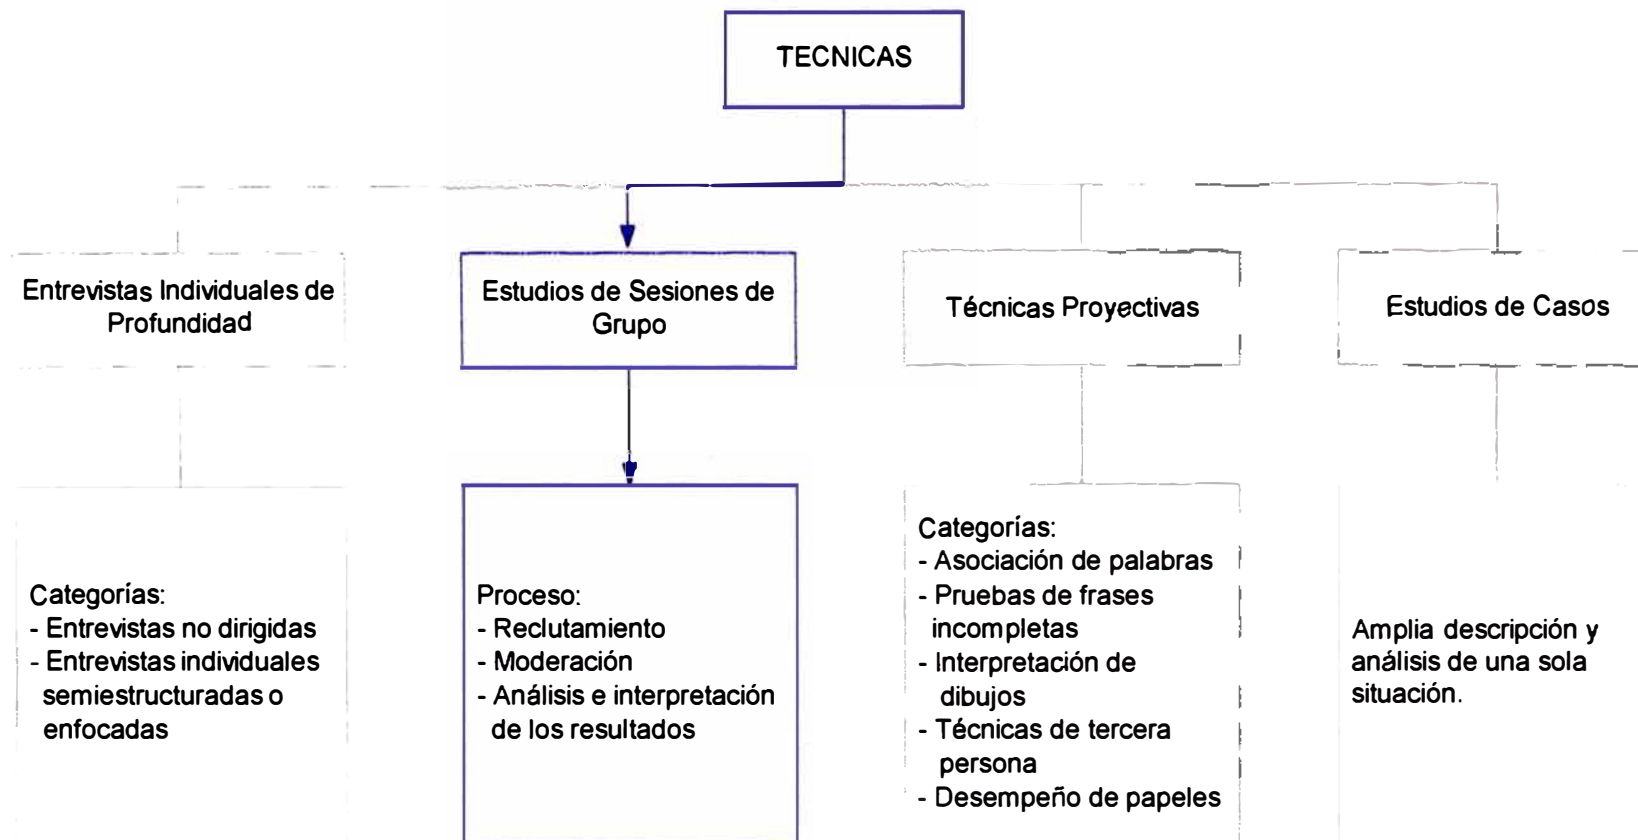 TECNICAS
Entrevistas Individuales de
Profundidad
Estudios de Sesiones de
Grupo
Técnicas Proyectivas
Estudios de Casos
Categorías:
- Entrevistas no dirigidas
- Entrevistas individuales
semiestructuradas o
enfocadas
Proceso:
- Reclutamiento
- Moderación
- Análisis e interpretación
de los resultados
Categorías:
- Asociación de palabras
- Pruebas de frases
incompletas
- Interpretación de
dibujos
- Técnicas de tercera
persona
- Desempeño de papeles
Amplia descripción y
análisis de una sola
situación.